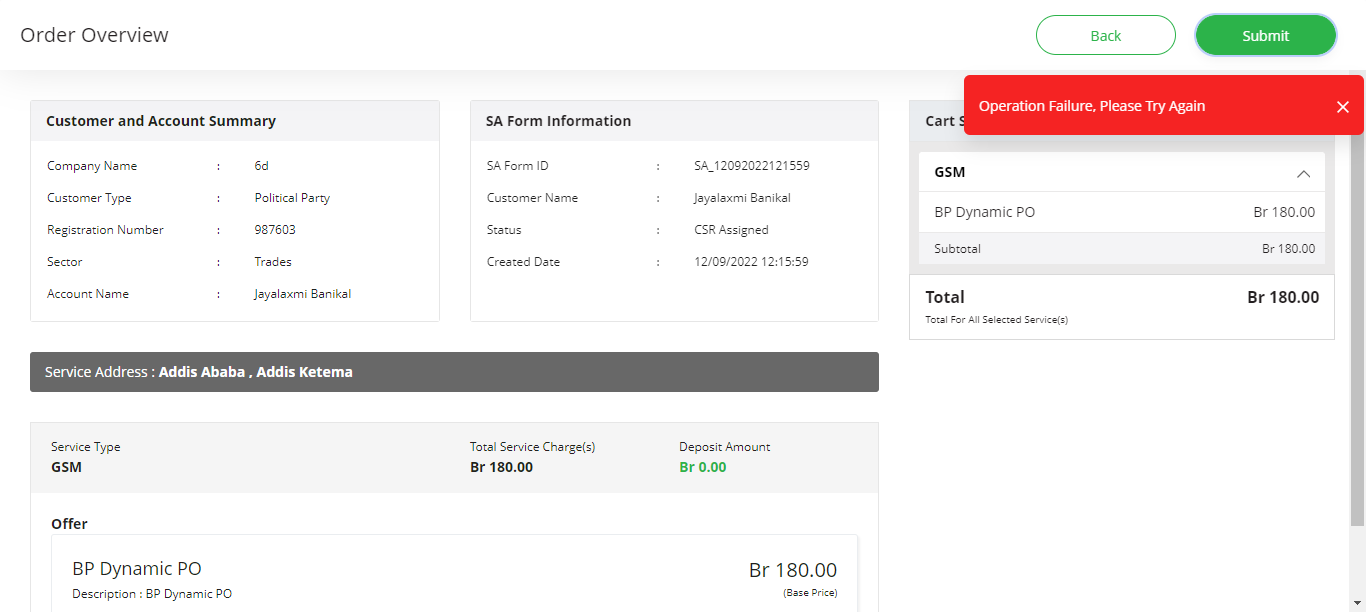 Order Overview
Back
Submit
Operation Failure, Please Try Again
Customer and Account Summary
Company Name : 6d
Customer Type : Political Party
Registration Number : 987603
Sector : Trades
Account Name : Jayalaxmi Banikal
SA Form Information
SA Form ID : SA_12092022121559
Customer Name : Jayalaxmi Banikal
Status : CSR Assigned
Created Date : 12/09/2022 12:15:59
Cart
GSM
BP Dynamic PO Br 180.00
Subtotal Br 180.00
Total Br 180.00
Total For All Selected Service(s)
Service Address : Addis Ababa , Addis Ketema
Service Type Total Service Charge(s) Deposit Amount
GSM Br 180.00 Br 0.00
Offer
BP Dynamic PO Br 180.00
Description : BP Dynamic PO (Base Price)